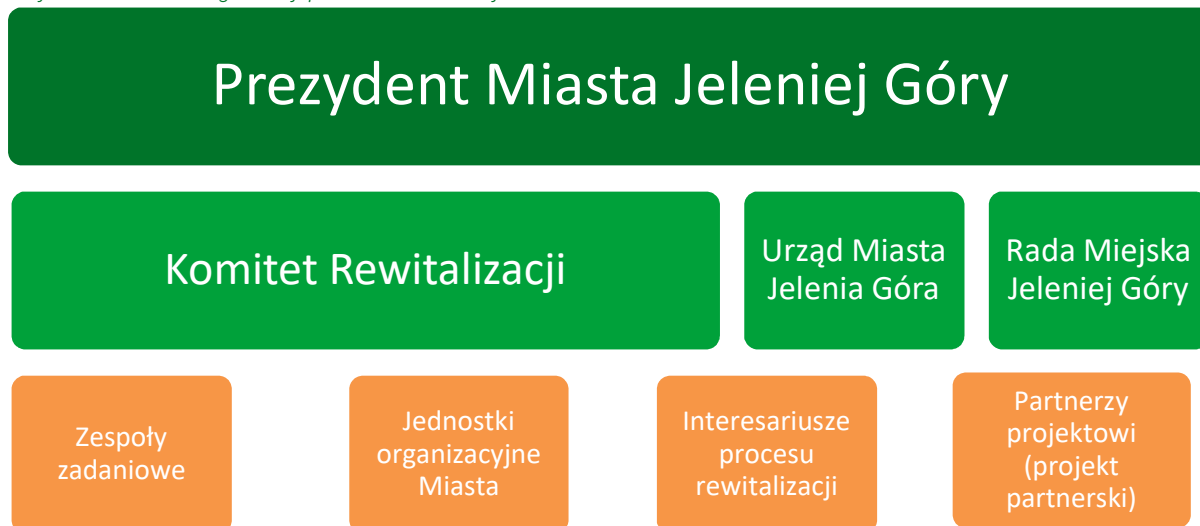 Prezydent Miasta Jeleniej Góry
Komitet Rewitalizacji
Urząd Miasta
Jelenia Góra
Rada Miejska
Jeleniej Góry
Zespoły
zadaniowe
Jednostki
organizacyjne
Miasta
Interesariusze
procesu
rewitalizacji
Partnerzy
projektowi
(projekt
partnerski)